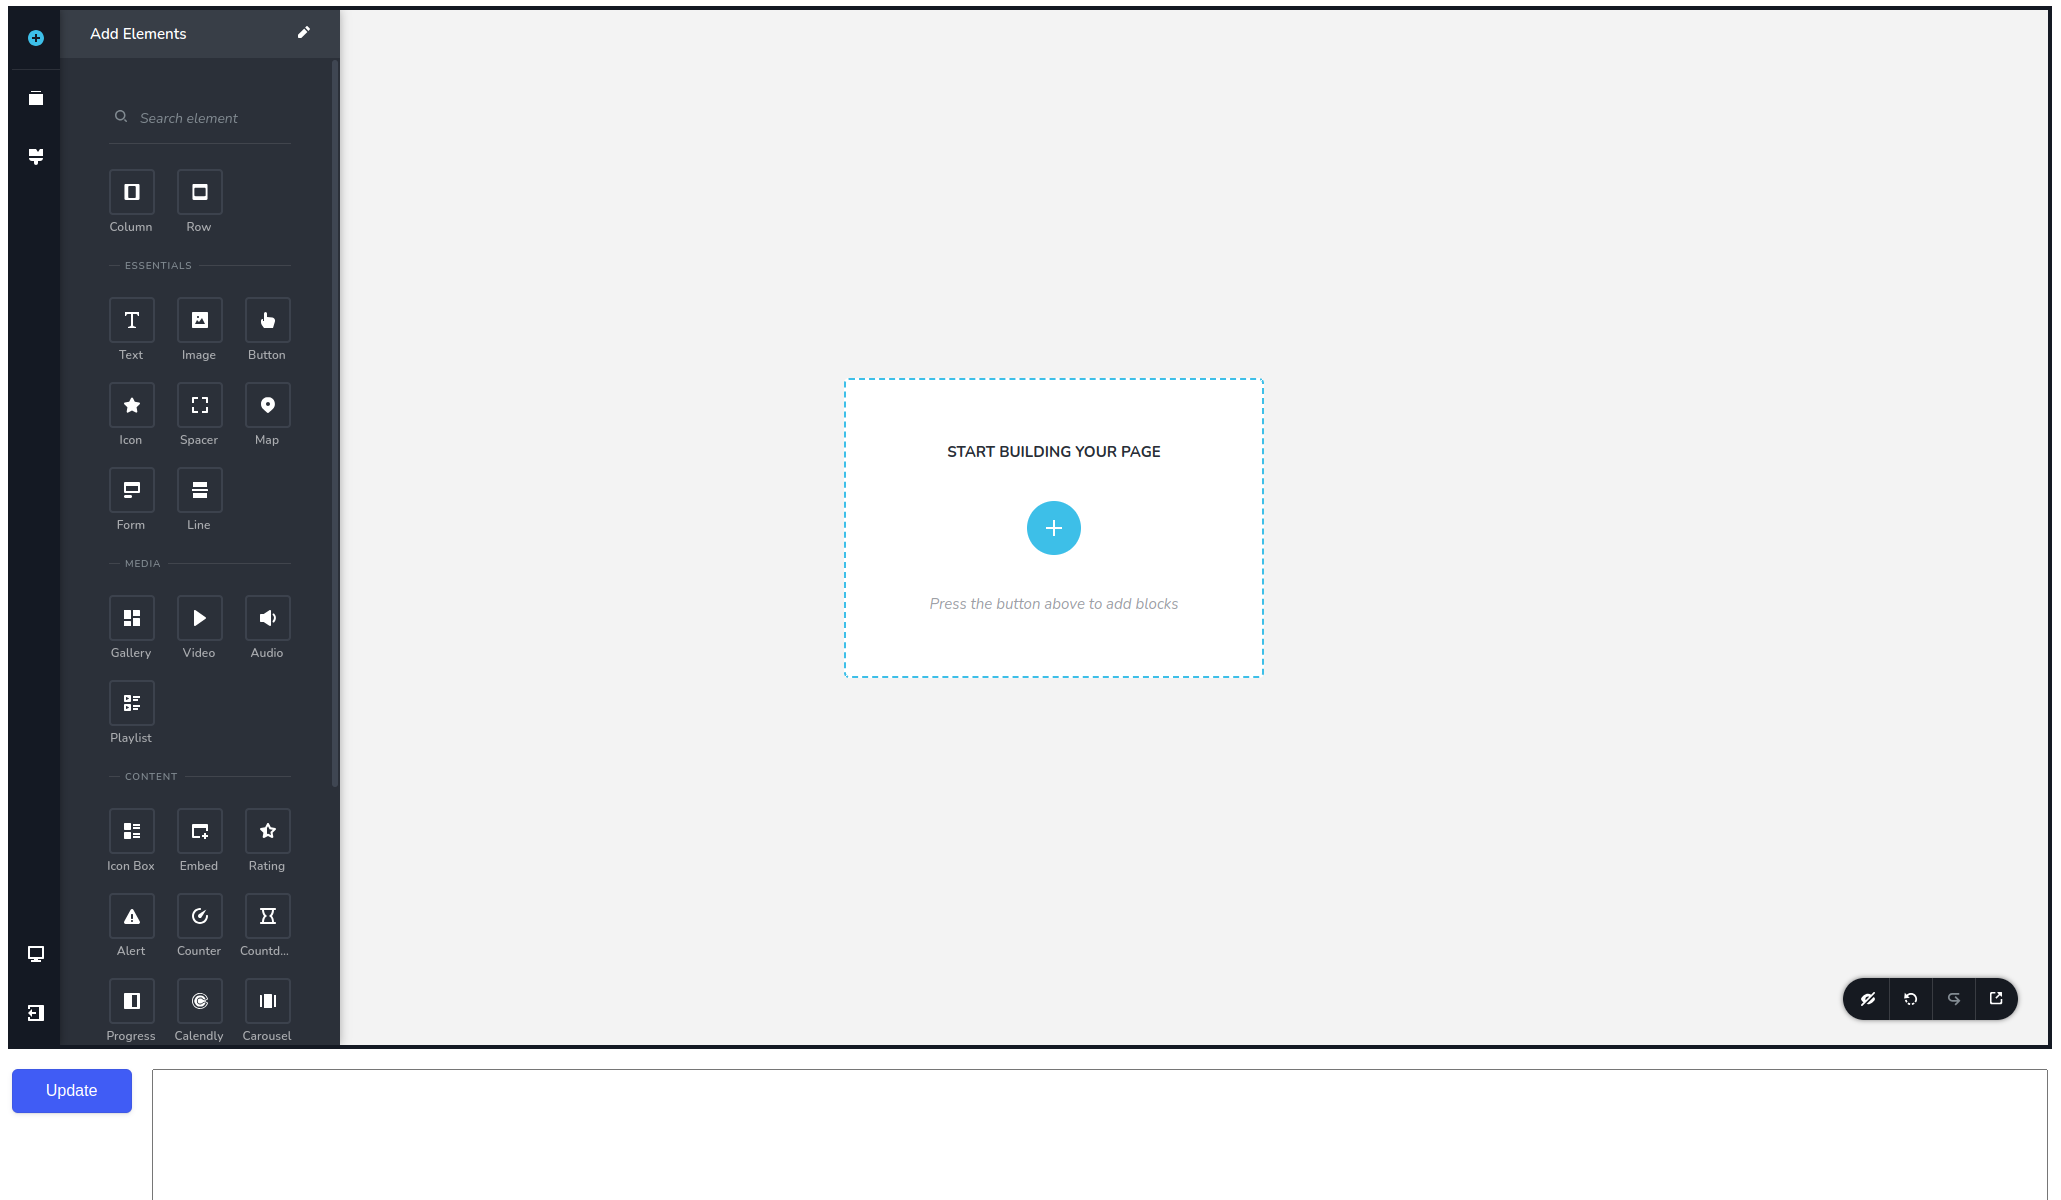 Add Elements
Search element
Column Row
ESSENTIALS
Text Image Button
Icon Spacer Map
Form Line
MEDIA
Gallery Video Audio
Playlist
CONTENT
Icon Box Embed Rating
Alert Counter Countd...
Progress Calendly Carousel
START BUILDING YOUR PAGE
Press the button above to add blocks
Update